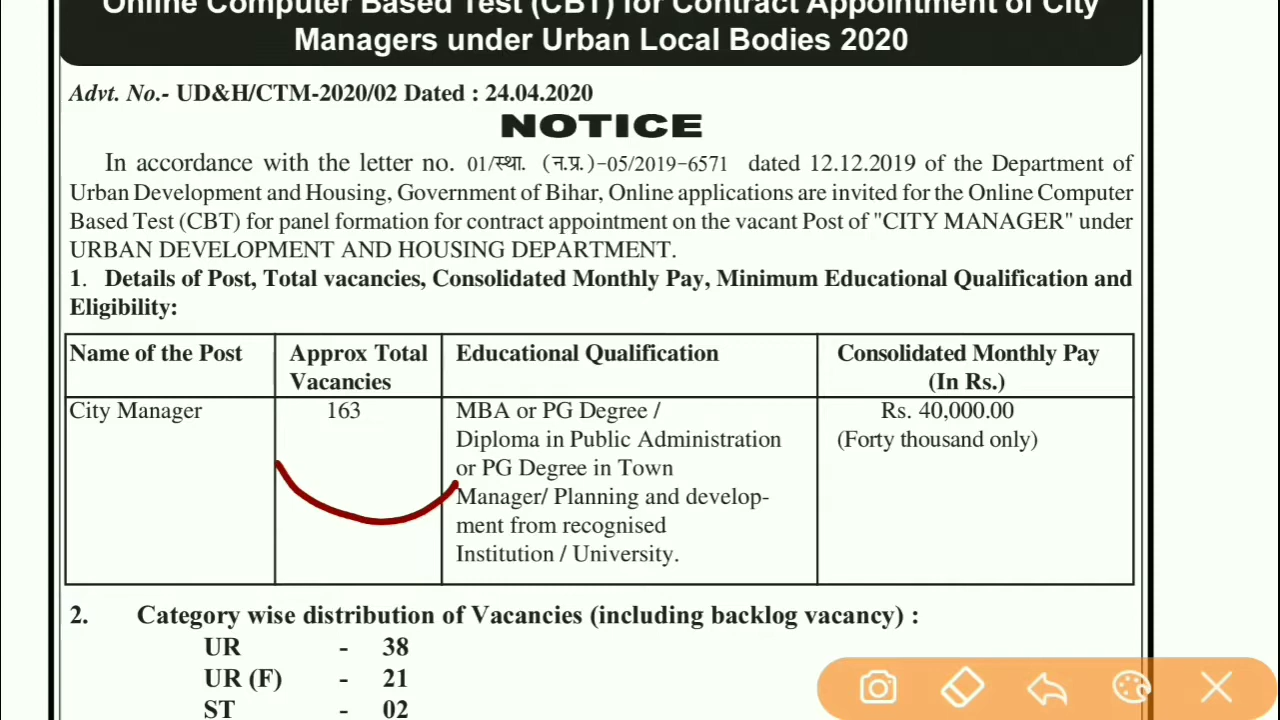 Online Computer Based Test (CBT) for Contract Appointment of City
Managers under Urban Local Bodies 2020
Advt. No.- UD&H/CTM-2020/02 Dated : 24.04.2020
NOTICE
In accordance with the letter no. 01/स्था. (न.प्र.)-05/2019-6571 dated 12.12.2019 of the Department of
Urban Development and Housing, Government of Bihar, Online applications are invited for the Online Computer
Based Test (CBT) for panel formation for contract appointment on the vacant Post of "CITY MANAGER" under
URBAN DEVELOPMENT AND HOUSING DEPARTMENT.
1. Details of Post, Total vacancies, Consolidated Monthly Pay, Minimum Educational Qualification and
Eligibility:
Name of the Post
Approx Total
Vacancies
Educational Qualification
Consolidated Monthly Pay
(In Rs.)
City Manager
163
MBA or PG Degree /
Diploma in Public Administration
or PG Degree in Town
Manager/ Planning and develop-
ment from recognised
Institution / University.
Rs. 40,000.00
(Forty thousand only)
2. Category wise distribution of Vacancies (including backlog vacancy) :
UR - 38
UR (F) - 21
ST - 02